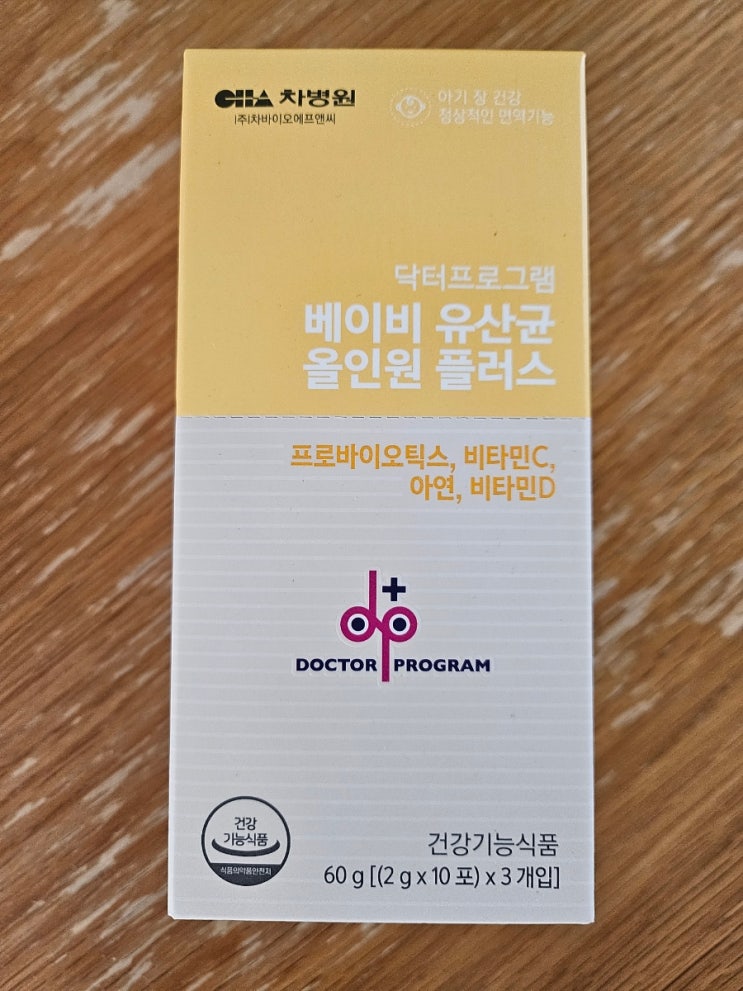 CHA 차병원
(주)차바이오에프앤씨
아기 장 건강
정상적인 면역기능
닥터프로그램
베이비 유산균
올인원 플러스
프로바이오틱스, 비타민C,
아연, 비타민D
DOCTOR PROGRAM
건강
기능식품
식품의약품안전처
건강기능식품
60 g [(2 g x 10 포) x 3 개입]